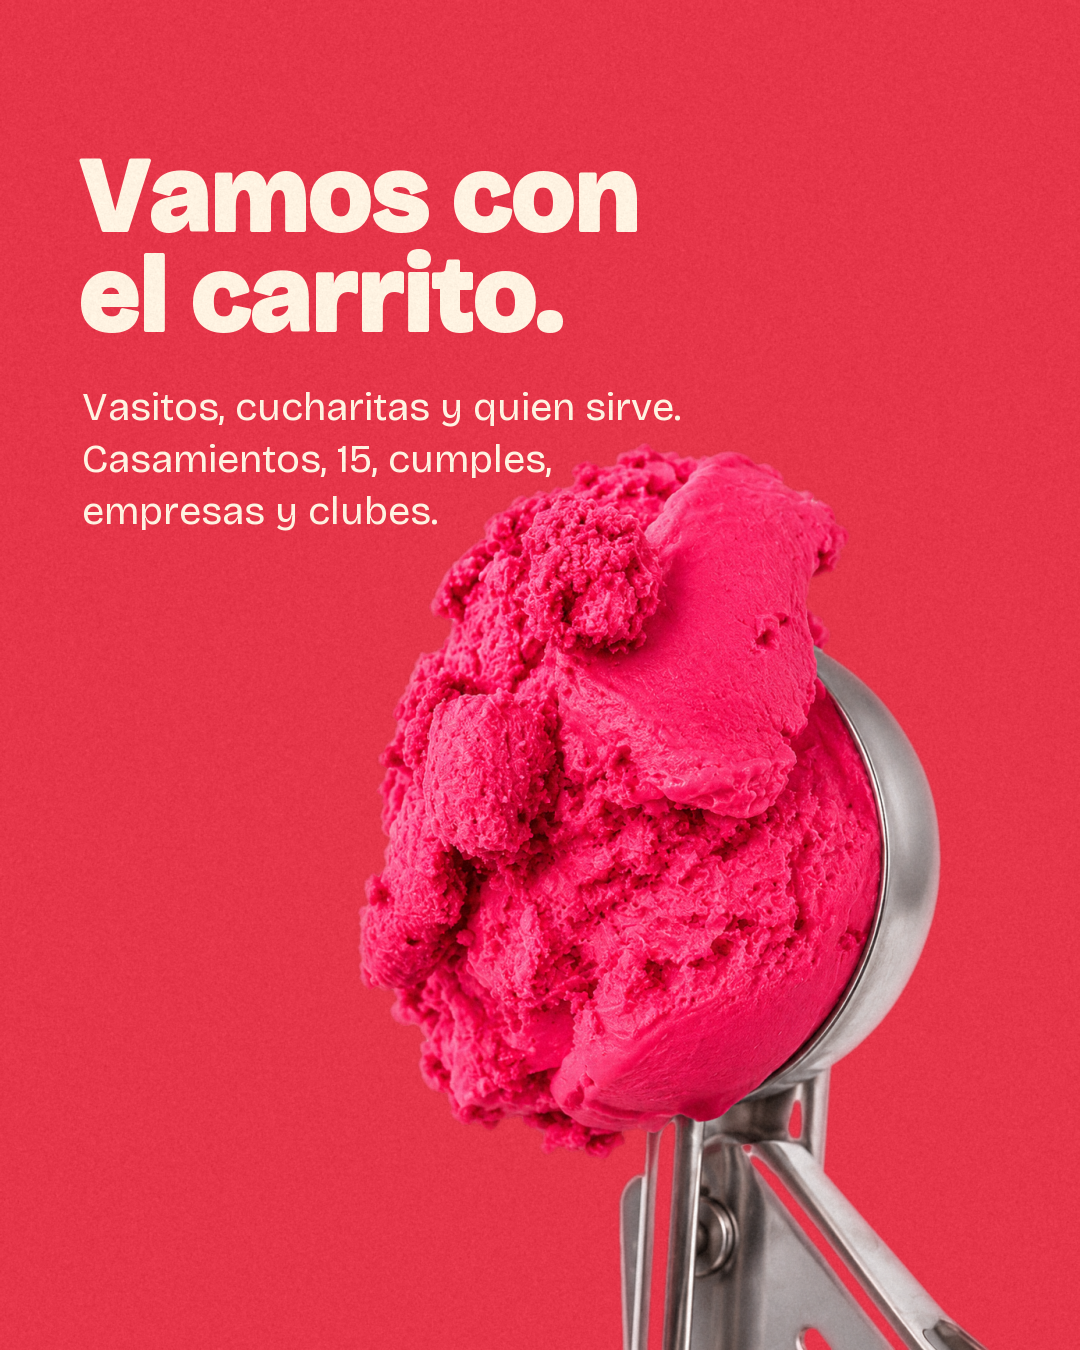 Vamos con
el carrito.
Vasitos, cucharitas y quien sirve.
Casamientos, 15, cumples,
empresas y clubes.